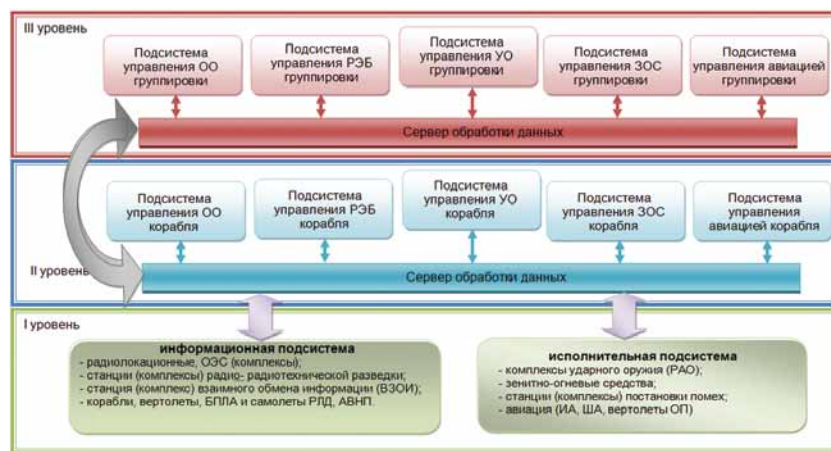 III уровень
Подсистема
управления ОО
группировки
Подсистема
управления РЭБ
группировки
Подсистема
управления УО
группировки
Подсистема
управления ЗОС
группировки
Подсистема
управления авиацией
группировки
Сервер обработки данных
Подсистема
управления ОО
корабля
Подсистема
управления РЭБ
корабля
Подсистема
управления УО
корабля
Подсистема
управления ЗОС
корабля
Подсистема
управления
авиацией корабля
II уровень
Сервер обработки данных
I уровень
информационная подсистема
- радиолокационные, ОЭС (комплексы);
- станции (комплексы) радио- радиотехнической разведки;
- станция (комплекс) взаимного обмена информации (ВЗОИ);
- корабли, вертолеты, БПЛА и самолеты РЛД, АВНП.
исполнительная подсистема
- комплексы ударного оружия (РАО);
- зенитно-огневые средства;
- станции (комплексы) постановки помех;
- авиация (ИА, ША, вертолеты ОП)